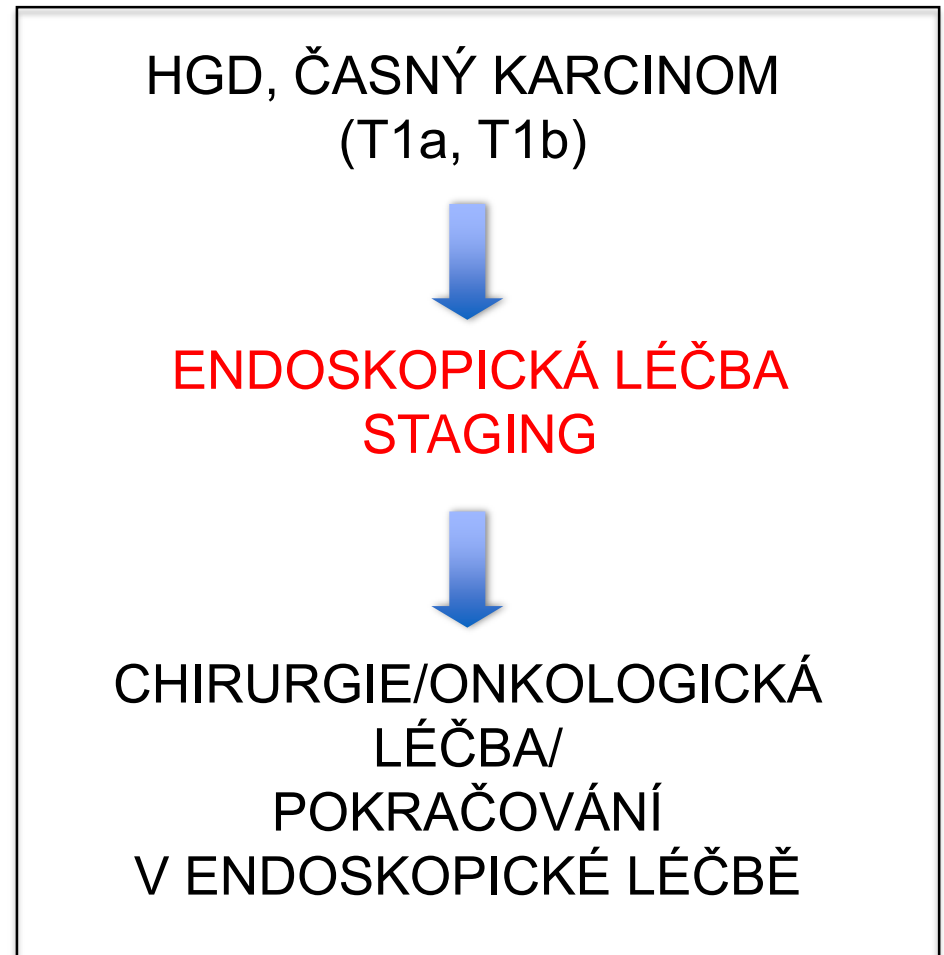 HGD, ČASNÝ KARCINOM
(T1a, T1b)
ENDOSKOPICKÁ LÉČBA
STAGING
CHIRURGIE/ONKOLOGICKÁ
LÉČBA/
POKRAČOVÁNÍ
V ENDOSKOPICKÉ LÉČBĚ